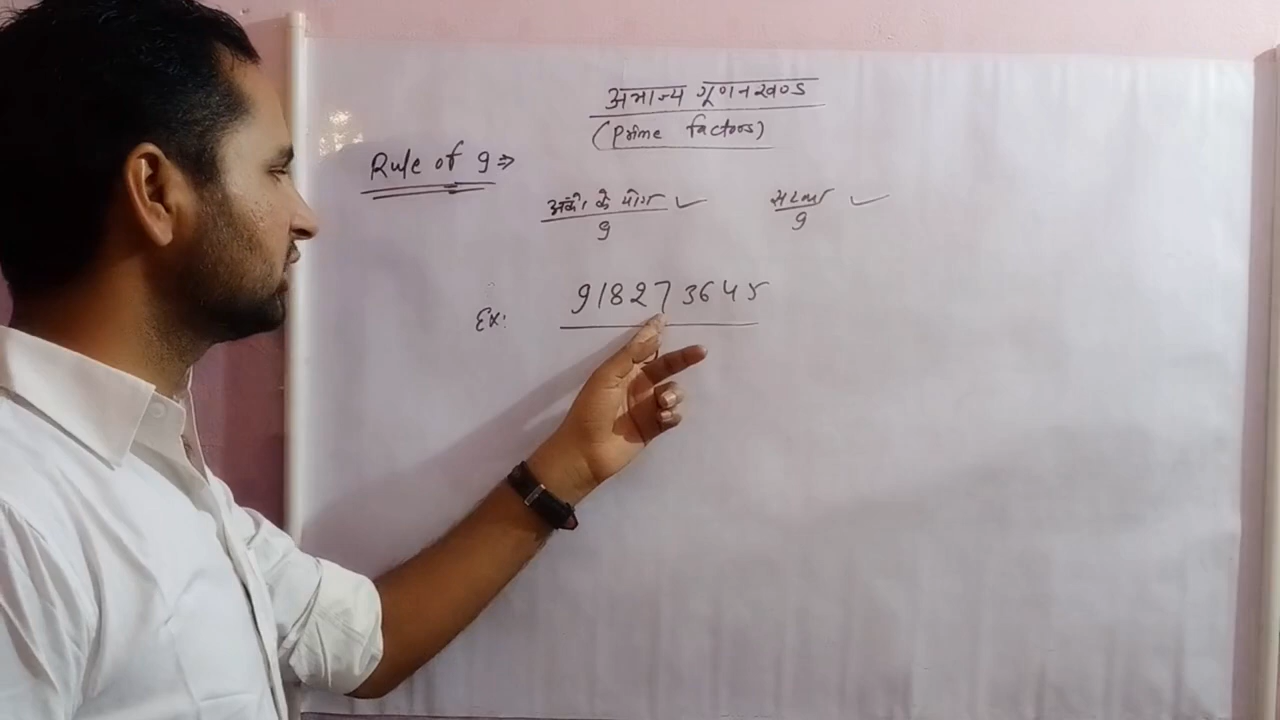 अभाज्य गुणनखण्ड
(Prime factors)
Rule of 9 ⇒
अंकों के योग ✓ संख्या ✓
9 9
Ex: 918273645